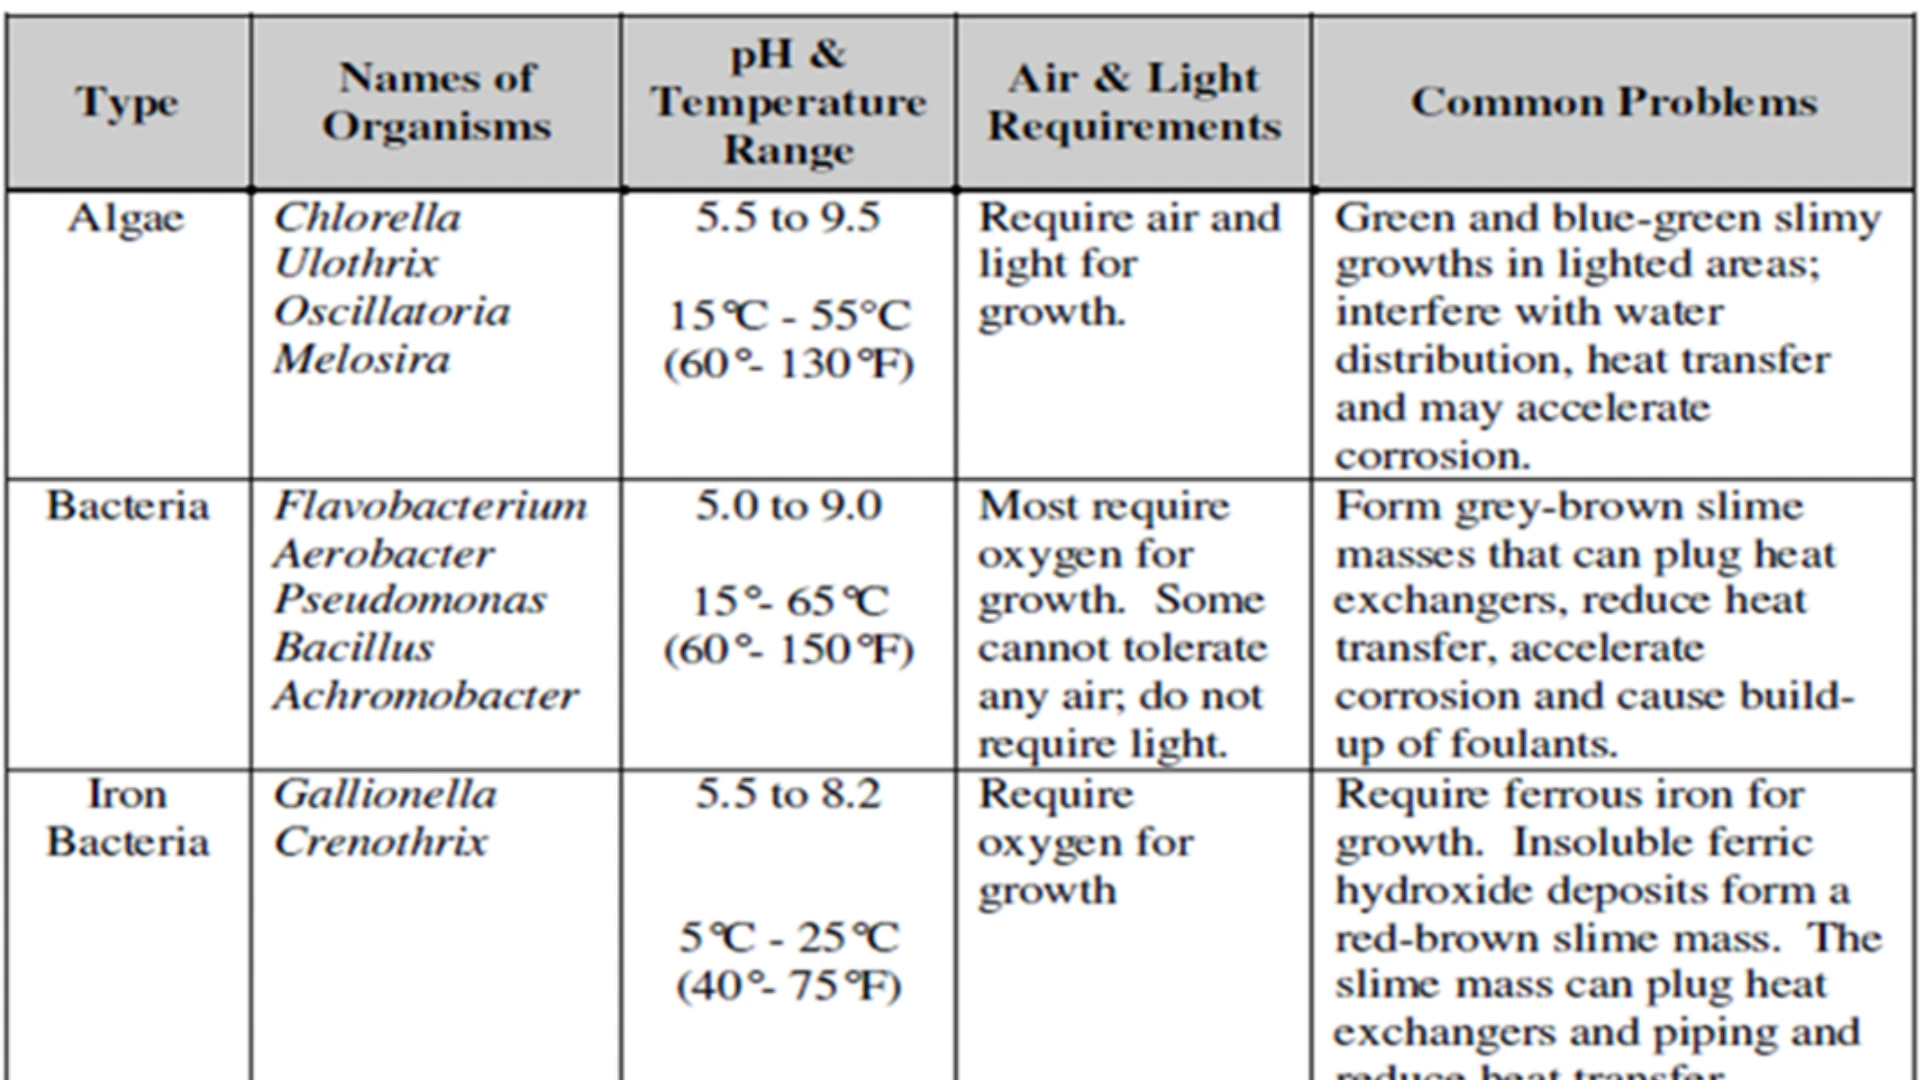 Type
Names of
Organisms
pH &
Temperature
Range
Air & Light
Requirements
Common Problems
Algae
Chlorella
Ulothrix
Oscillatoria
Melosira
5.5 to 9.5
15°C - 55°C
(60°- 130°F)
Require air and
light for
growth.
Green and blue-green slimy
growths in lighted areas;
interfere with water
distribution, heat transfer
and may accelerate
corrosion.
Bacteria
Flavobacterium
Aerobacter
Pseudomonas
Bacillus
Achromobacter
5.0 to 9.0
15°- 65°C
(60°- 150°F)
Most require
oxygen for
growth.  Some
cannot tolerate
any air; do not
require light.
Form grey-brown slime
masses that can plug heat
exchangers, reduce heat
transfer, accelerate
corrosion and cause build-
up of foulants.
Iron
Bacteria
Gallionella
Crenothrix
5.5 to 8.2
5°C - 25°C
(40°- 75°F)
Require
oxygen for
growth
Require ferrous iron for
growth.  Insoluble ferric
hydroxide deposits form a
red-brown slime mass.  The
slime mass can plug heat
exchangers and piping and
reduce heat transfer.